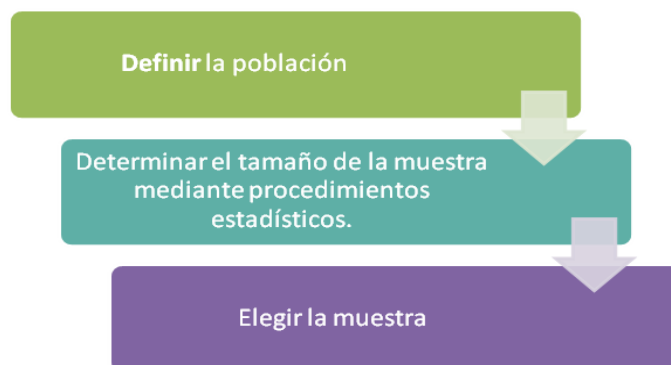 Definir la población
Determinar el tamaño de la muestra
mediante procedimientos
estadísticos.
Elegir la muestra